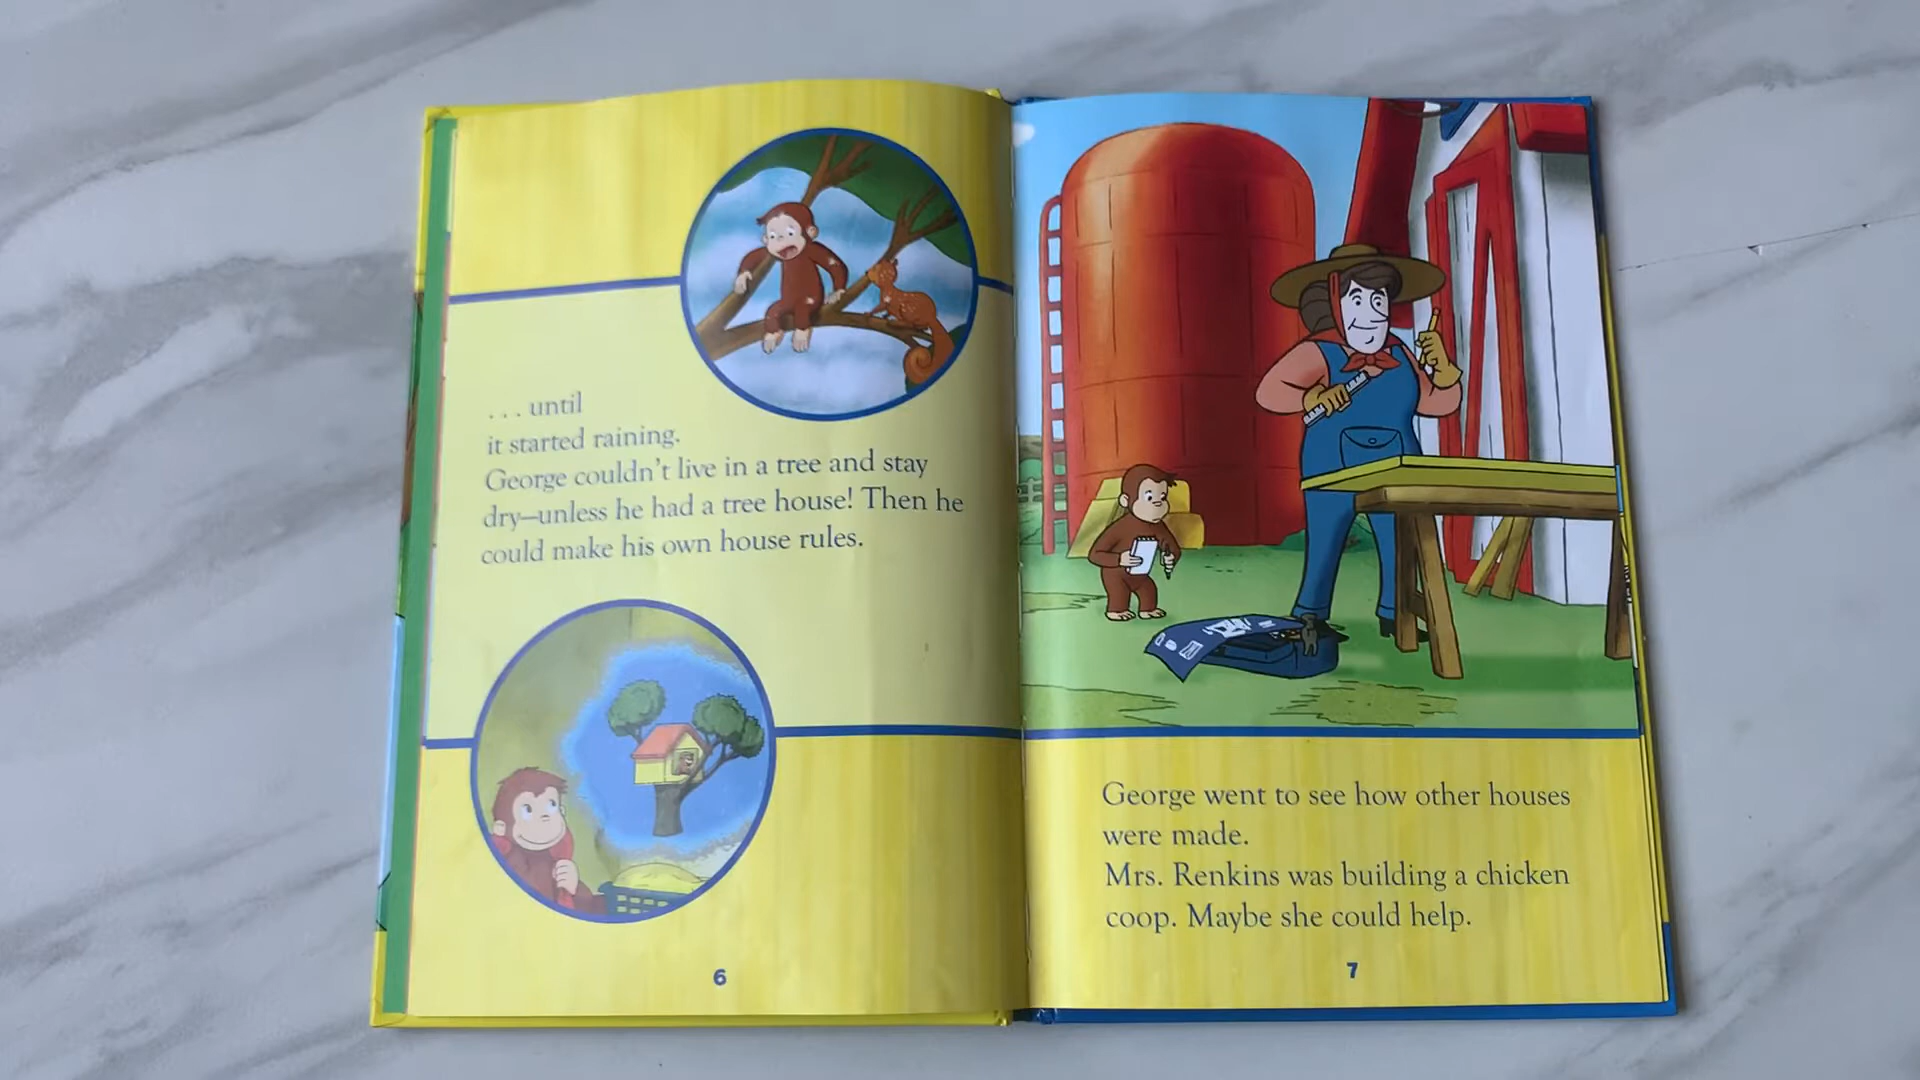 . . . until
it started raining.
George couldn't live in a tree and stay
dry—unless he had a tree house! Then he
could make his own house rules.
6
George went to see how other houses
were made.
Mrs. Renkins was building a chicken
coop. Maybe she could help.
7